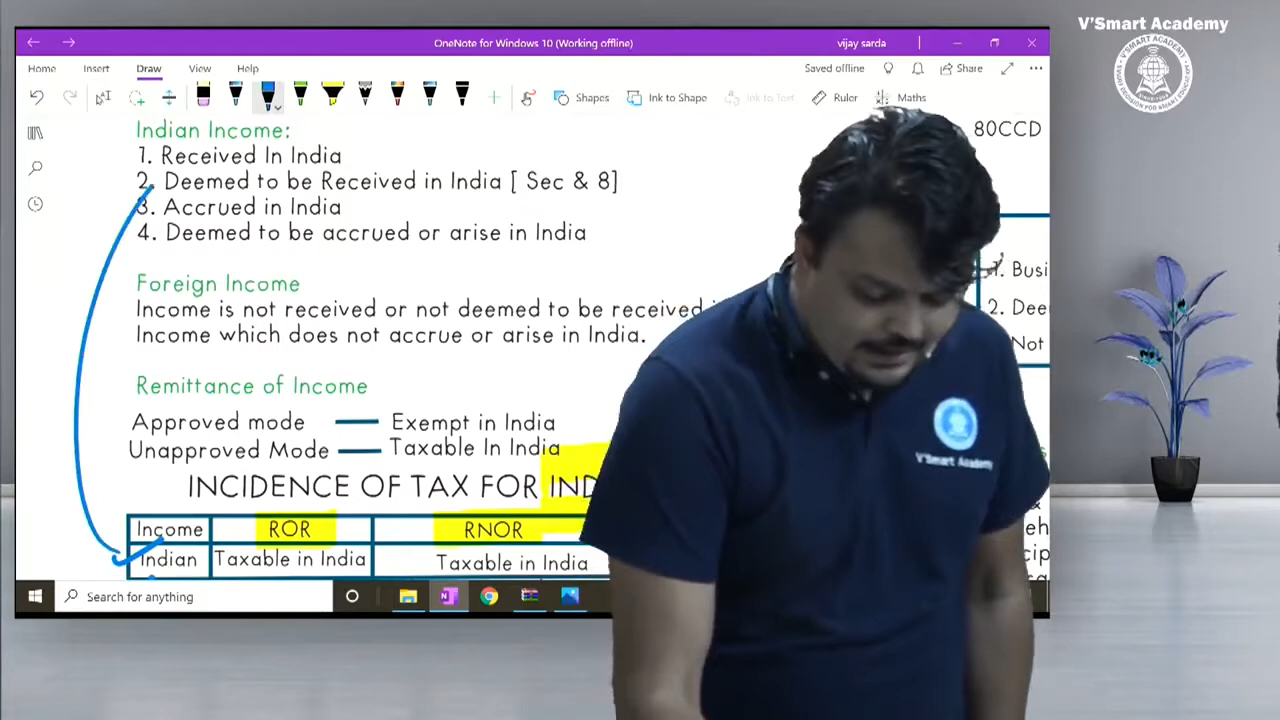 V'Smart Academy
OneNote for Windows 10 (Working offline)
vijay sarda
Home Insert Draw View Help
Saved offline
Share
Shapes
Ink to Shape
Ink to Text
Ruler
Maths
Indian Income:
80CCD
1. Received In India
2. Deemed to be Received in India [ Sec & 8]
3. Accrued in India
4. Deemed to be accrued or arise in India
1. Busi
Foreign Income
2. Dee
Income is not received or not deemed to be received
Income which does not accrue or arise in India.
Not
Remittance of Income
Approved mode — Exempt in India
Unapproved Mode — Taxable In India
INCIDENCE OF TAX FOR IND
Income ROR RNOR
Indian Taxable in India Taxable in India
V'Smart Academy
Search for anything